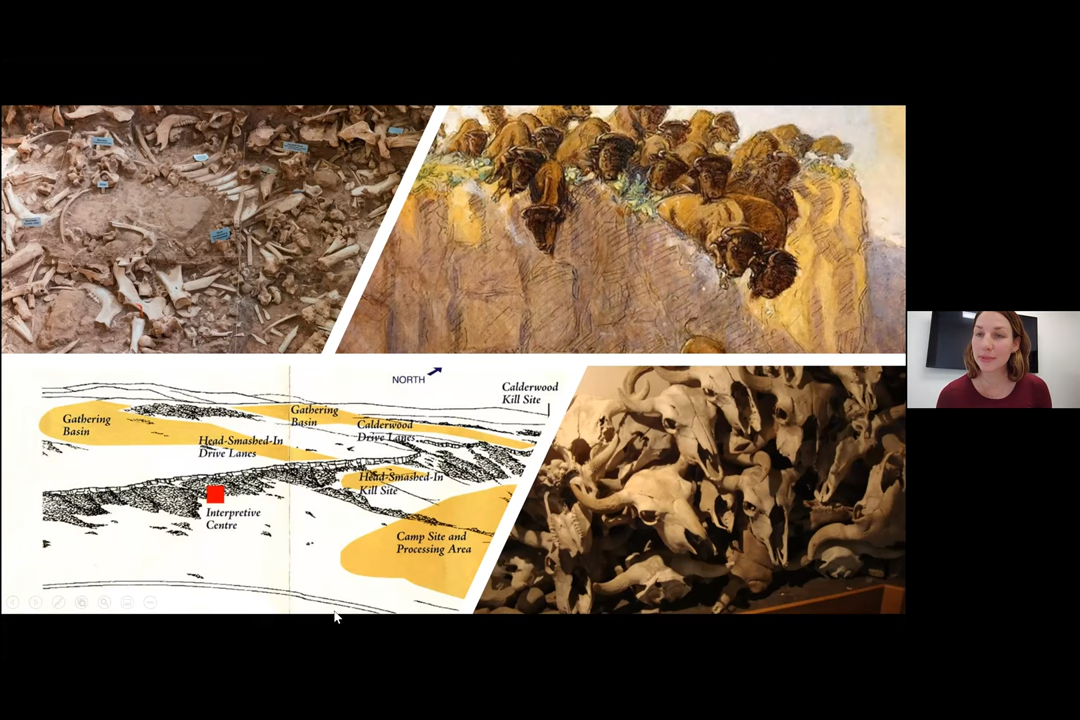 NORTH
Calderwood
Kill Site
Gathering
Basin
Gathering
Basin
Calderwood
Drive Lanes
Head-Smashed-In
Drive Lanes
Head-Smashed-In
Kill Site
Interpretive
Centre
Camp Site and
Processing Area